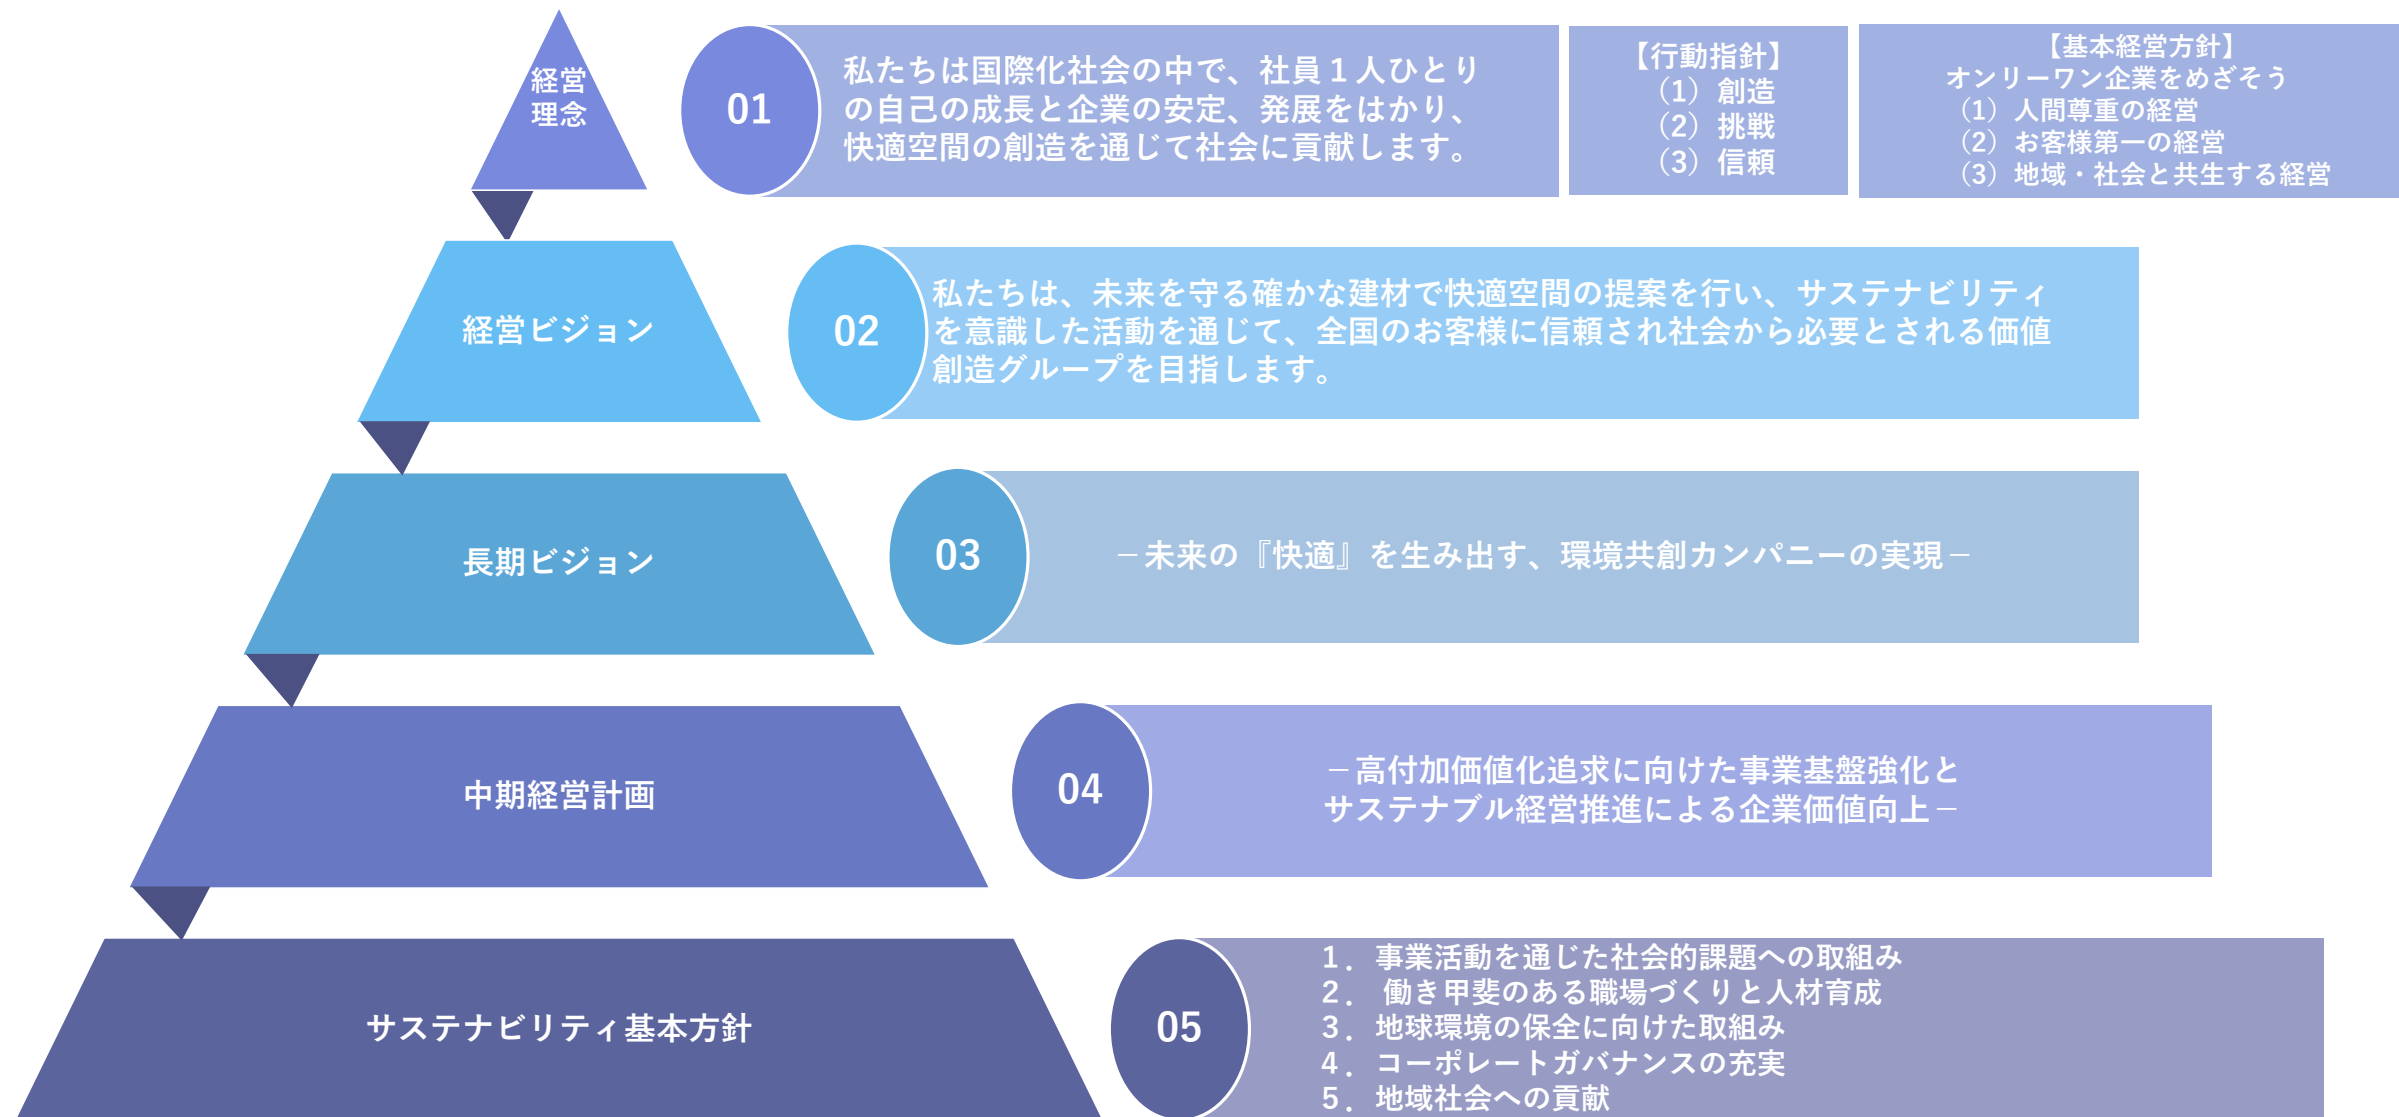 経営
理念
01
私たちは国際化社会の中で、社員１人ひとり
の自己の成長と企業の安定、発展をはかり、
快適空間の創造を通じて社会に貢献します。
【行動指針】
（1）創造
（2）挑戦
（3）信頼
【基本経営方針】
オンリーワン企業をめざそう
（1）人間尊重の経営
（2）お客様第一の経営
（3）地域・社会と共生する経営
経営ビジョン
02
私たちは、未来を守る確かな建材で快適空間の提案を行い、サステナビリティ
を意識した活動を通じて、全国のお客様に信頼され社会から必要とされる価値
創造グループを目指します。
長期ビジョン
03
－未来の『快適』を生み出す、環境共創カンパニーの実現－
中期経営計画
04
－高付加価値化追求に向けた事業基盤強化と
サステナブル経営推進による企業価値向上－
サステナビリティ基本方針
05
１．事業活動を通じた社会的課題への取組み
２． 働き甲斐のある職場づくりと人材育成
３．地球環境の保全に向けた取組み
４．コーポレートガバナンスの充実
５．地域社会への貢献